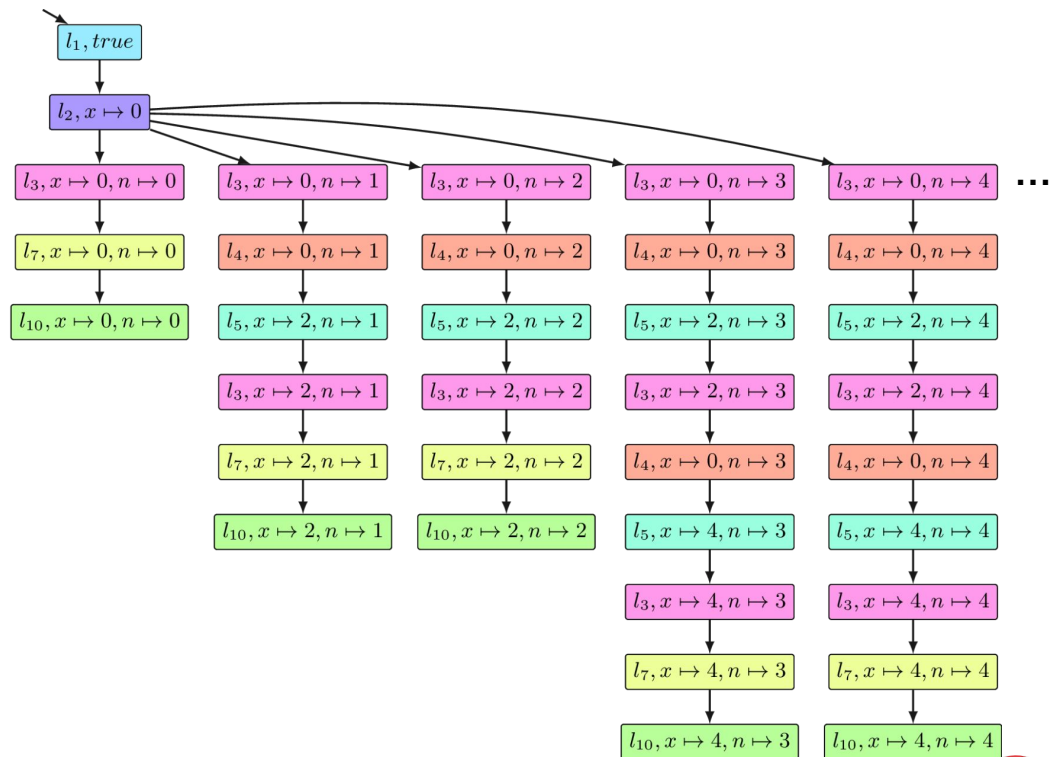 l₁, true
l₂, x ↦ 0
l₃, x ↦ 0, n ↦ 0 l₃, x ↦ 0, n ↦ 1 l₃, x ↦ 0, n ↦ 2 l₃, x ↦ 0, n ↦ 3 l₃, x ↦ 0, n ↦ 4 ...
l₇, x ↦ 0, n ↦ 0 l₄, x ↦ 0, n ↦ 1 l₄, x ↦ 0, n ↦ 2 l₄, x ↦ 0, n ↦ 3 l₄, x ↦ 0, n ↦ 4
l₁₀, x ↦ 0, n ↦ 0 l₅, x ↦ 2, n ↦ 1 l₅, x ↦ 2, n ↦ 2 l₅, x ↦ 2, n ↦ 3 l₅, x ↦ 2, n ↦ 4
l₃, x ↦ 2, n ↦ 1 l₃, x ↦ 2, n ↦ 2 l₃, x ↦ 2, n ↦ 3 l₃, x ↦ 2, n ↦ 4
l₇, x ↦ 2, n ↦ 1 l₇, x ↦ 2, n ↦ 2 l₄, x ↦ 0, n ↦ 3 l₄, x ↦ 0, n ↦ 4
l₁₀, x ↦ 2, n ↦ 1 l₁₀, x ↦ 2, n ↦ 2 l₅, x ↦ 4, n ↦ 3 l₅, x ↦ 4, n ↦ 4
l₃, x ↦ 4, n ↦ 3 l₃, x ↦ 4, n ↦ 4
l₇, x ↦ 4, n ↦ 3 l₇, x ↦ 4, n ↦ 4
l₁₀, x ↦ 4, n ↦ 3 l₁₀, x ↦ 4, n ↦ 4